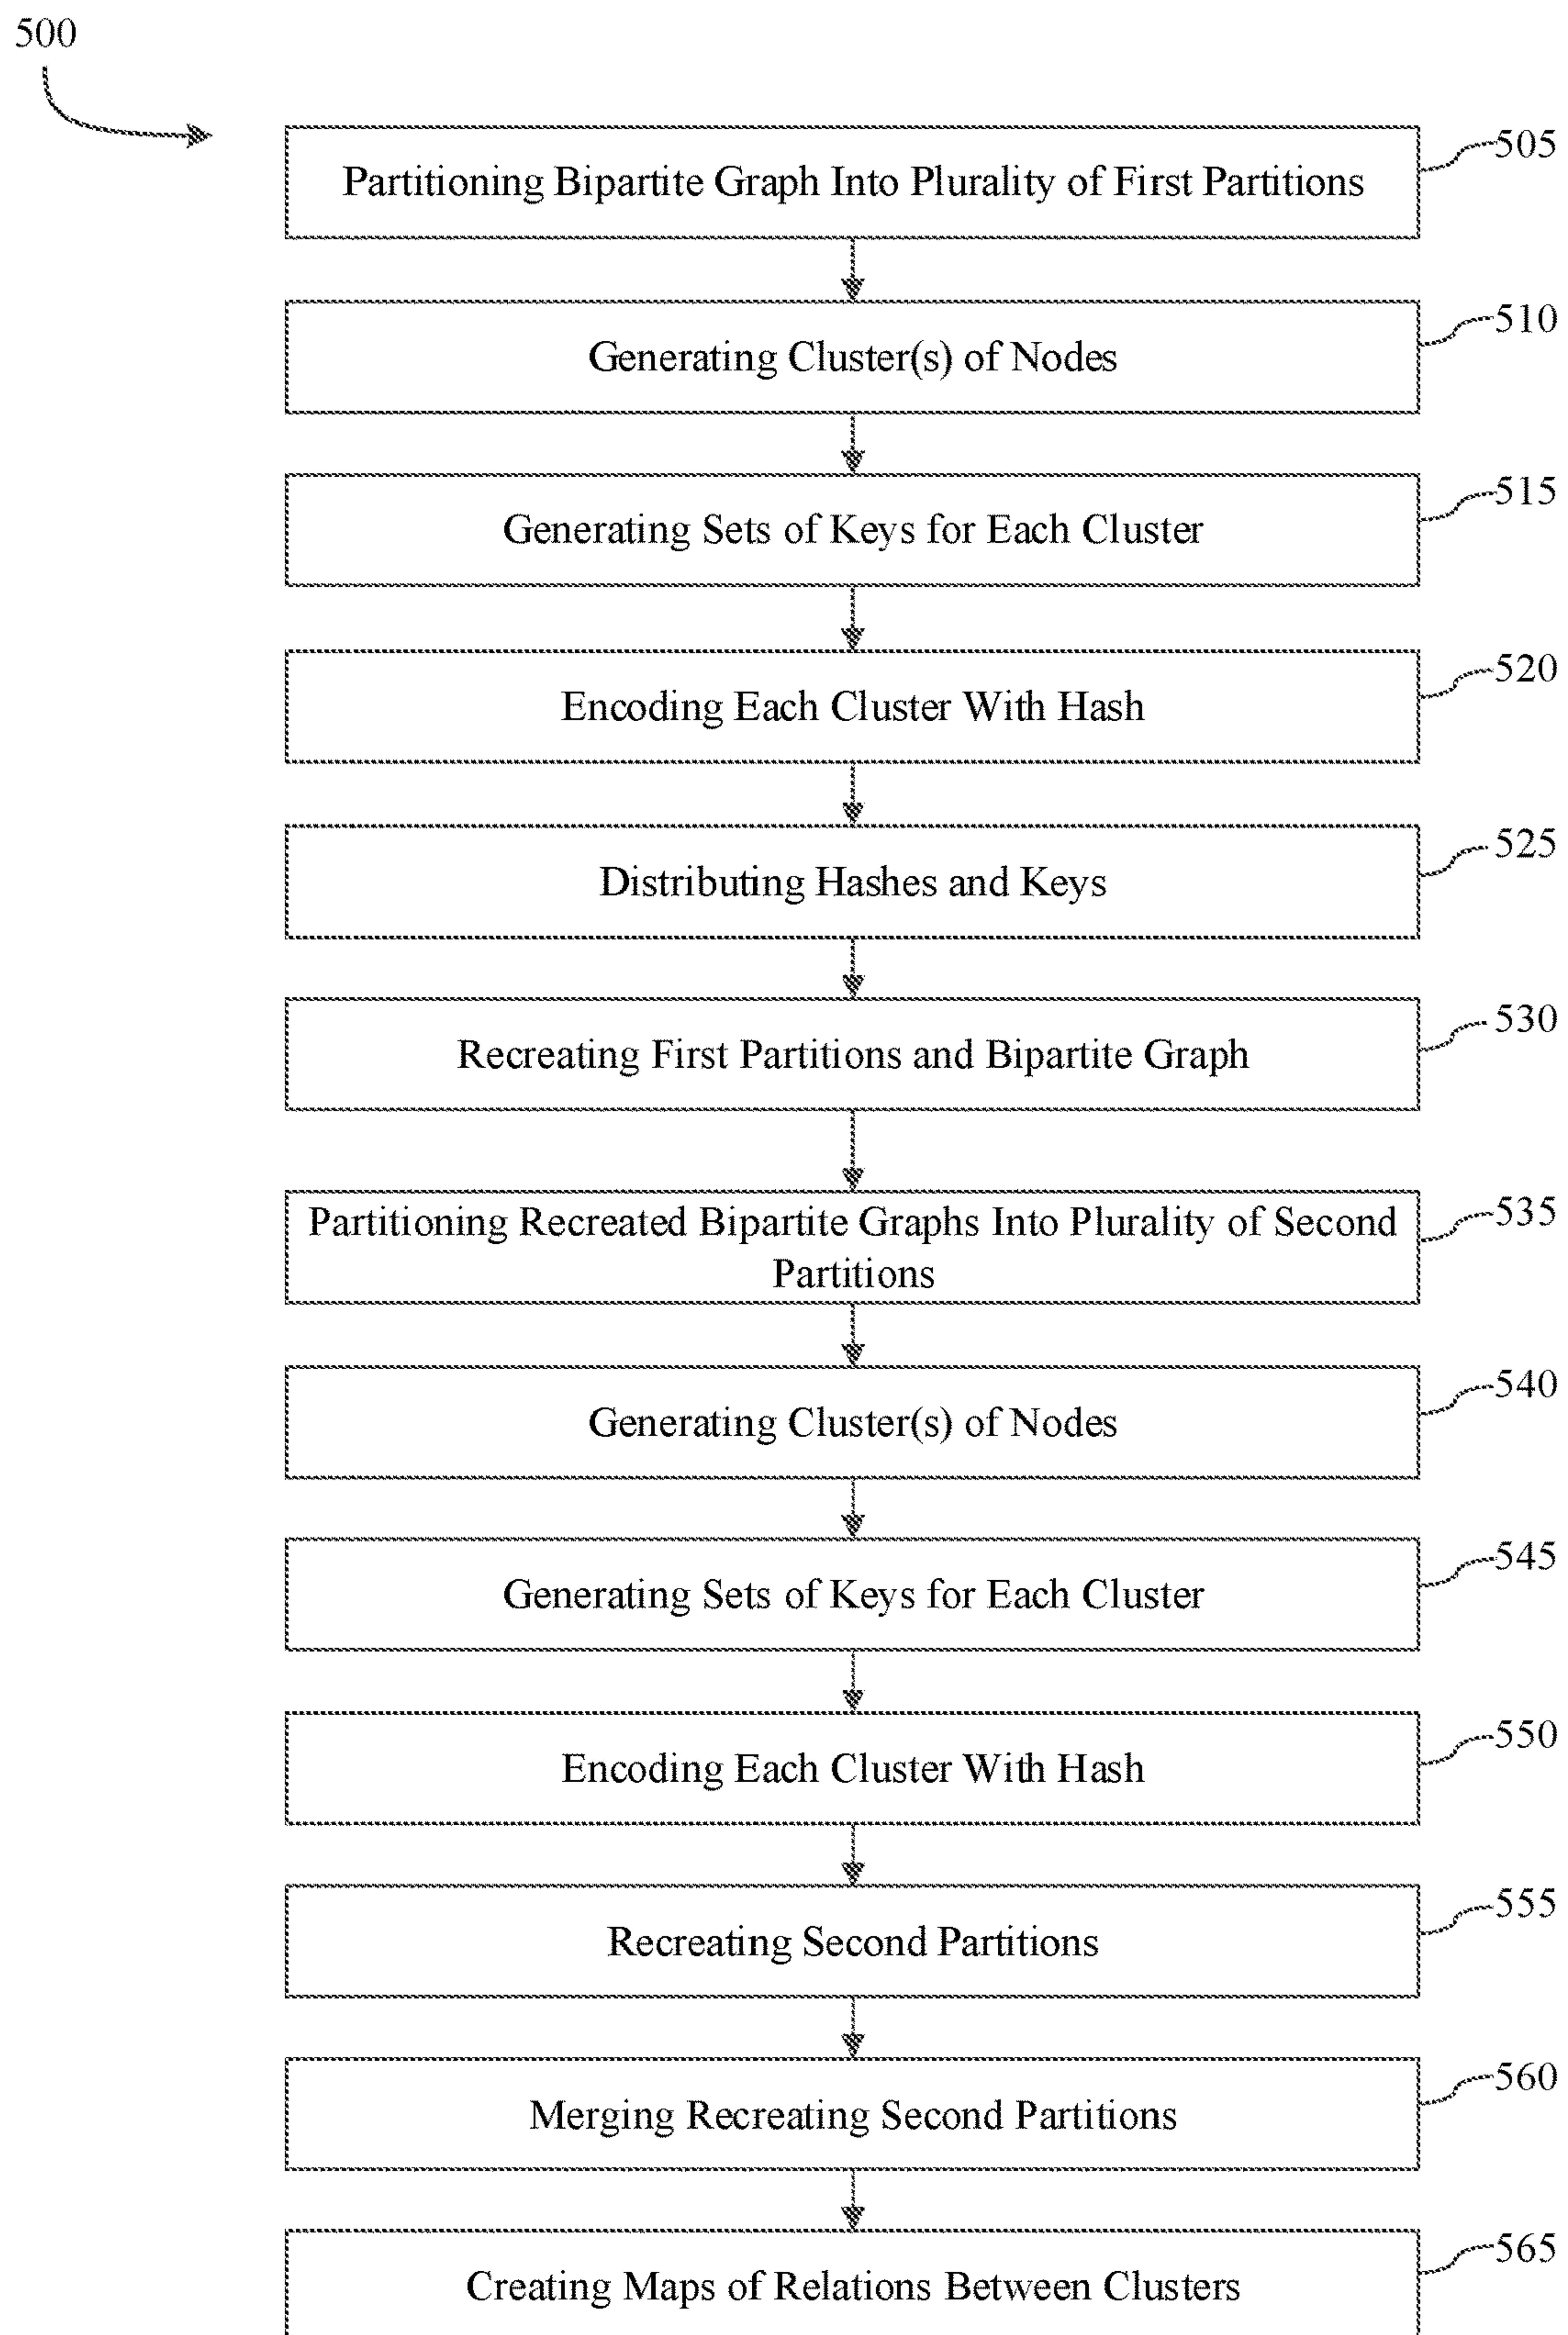 500
Partitioning Bipartite Graph Into Plurality of First Partitions
505
Generating Cluster(s) of Nodes
510
Generating Sets of Keys for Each Cluster
515
Encoding Each Cluster With Hash
520
Distributing Hashes and Keys
525
Recreating First Partitions and Bipartite Graph
530
Partitioning Recreated Bipartite Graphs Into Plurality of Second
Partitions
535
Generating Cluster(s) of Nodes
540
Generating Sets of Keys for Each Cluster
545
Encoding Each Cluster With Hash
550
Recreating Second Partitions
555
Merging Recreating Second Partitions
560
Creating Maps of Relations Between Clusters
565